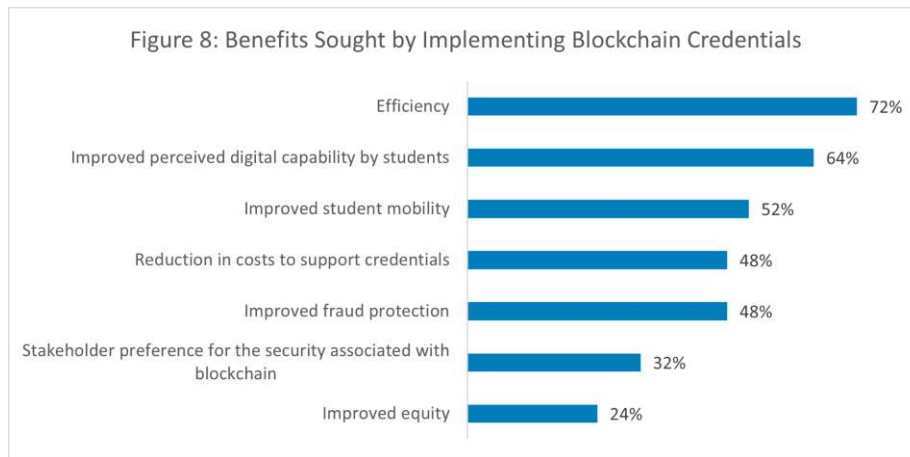 Figure 8: Benefits Sought by Implementing Blockchain Credentials
Efficiency
72%
Improved perceived digital capability by students
64%
Improved student mobility
52%
Reduction in costs to support credentials
48%
Improved fraud protection
48%
Stakeholder preference for the security associated with
blockchain
32%
Improved equity
24%